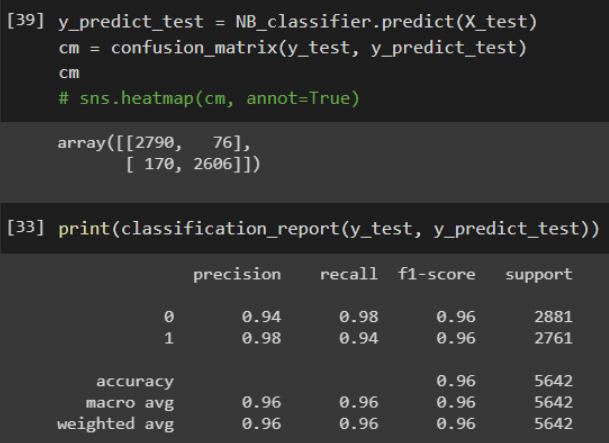 [39] y_predict_test = NB_classifier.predict(X_test)
cm = confusion_matrix(y_test, y_predict_test)
cm
# sns.heatmap(cm, annot=True)
array([[2790,   76],
       [ 170, 2606]])
[33] print(classification_report(y_test, y_predict_test))
precision    recall  f1-score   support
0       0.94      0.98      0.96      2881
1       0.98      0.94      0.96      2761
accuracy                           0.96      5642
macro avg       0.96      0.96      0.96      5642
weighted avg       0.96      0.96      0.96      5642